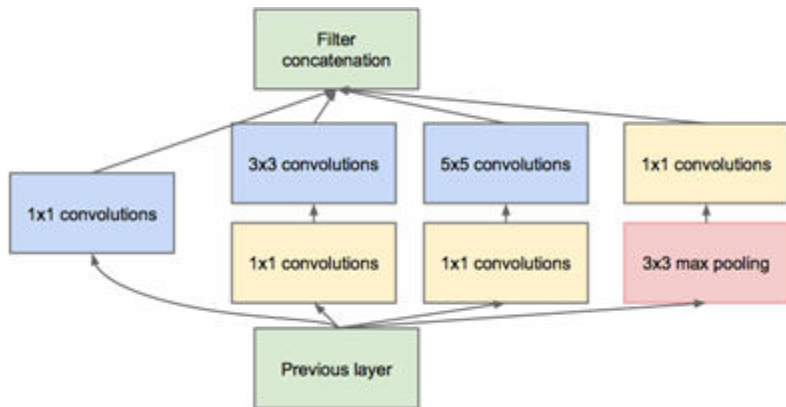 Filter
concatenation
3x3 convolutions
5x5 convolutions
1x1 convolutions
1x1 convolutions
1x1 convolutions
1x1 convolutions
3x3 max pooling
Previous layer